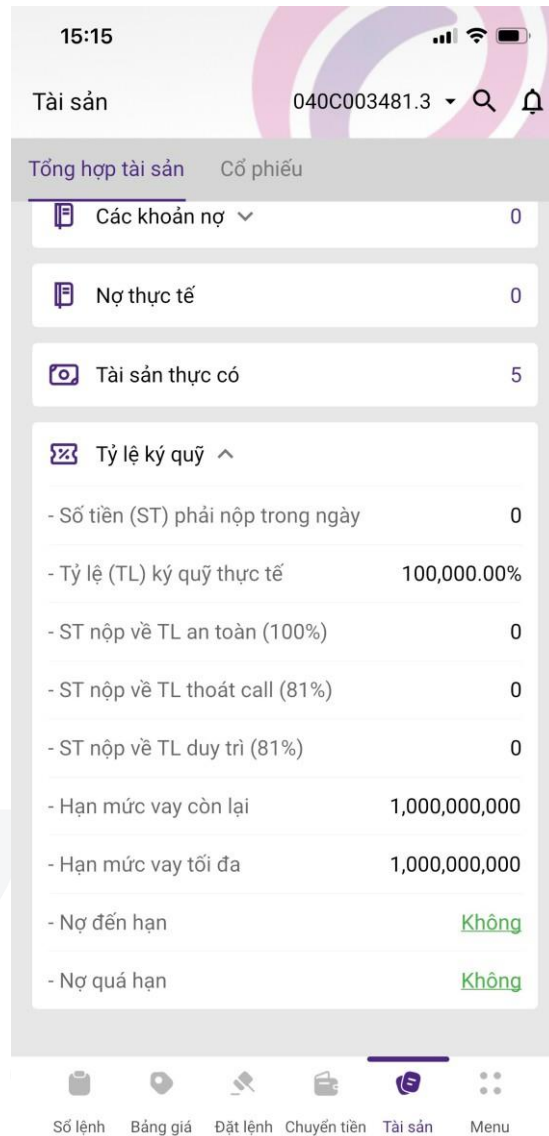 15:15
Tài sản 040C003481.3
Tổng hợp tài sản Cổ phiếu
Các khoản nợ 0
Nợ thực tế 0
Tài sản thực có 5
Tỷ lệ ký quỹ
- Số tiền (ST) phải nộp trong ngày 0
- Tỷ lệ (TL) ký quỹ thực tế 100,000.00%
- ST nộp về TL an toàn (100%) 0
- ST nộp về TL thoát call (81%) 0
- ST nộp về TL duy trì (81%) 0
- Hạn mức vay còn lại 1,000,000,000
- Hạn mức vay tối đa 1,000,000,000
- Nợ đến hạn Không
- Nợ quá hạn Không
Sổ lệnh Bảng giá Đặt lệnh Chuyển tiền Tài sản Menu